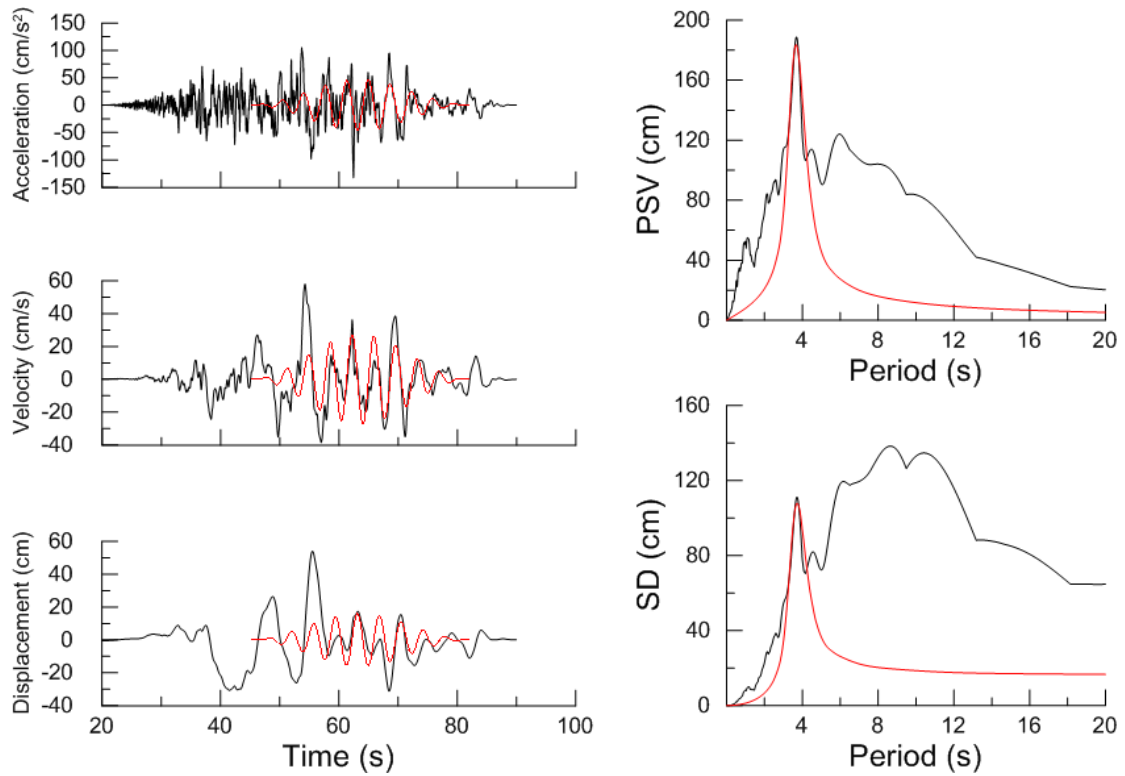 Acceleration (cm/s²)
150
100
50
0
-50
-100
-150
Velocity (cm/s)
60
40
20
0
-20
-40
Displacement (cm)
60
40
20
0
-20
-40
20 40 60 80 100
Time (s)
PSV (cm)
200
160
120
80
40
0
4 8 12 16 20
Period (s)
SD (cm)
160
120
80
40
0
4 8 12 16 20
Period (s)